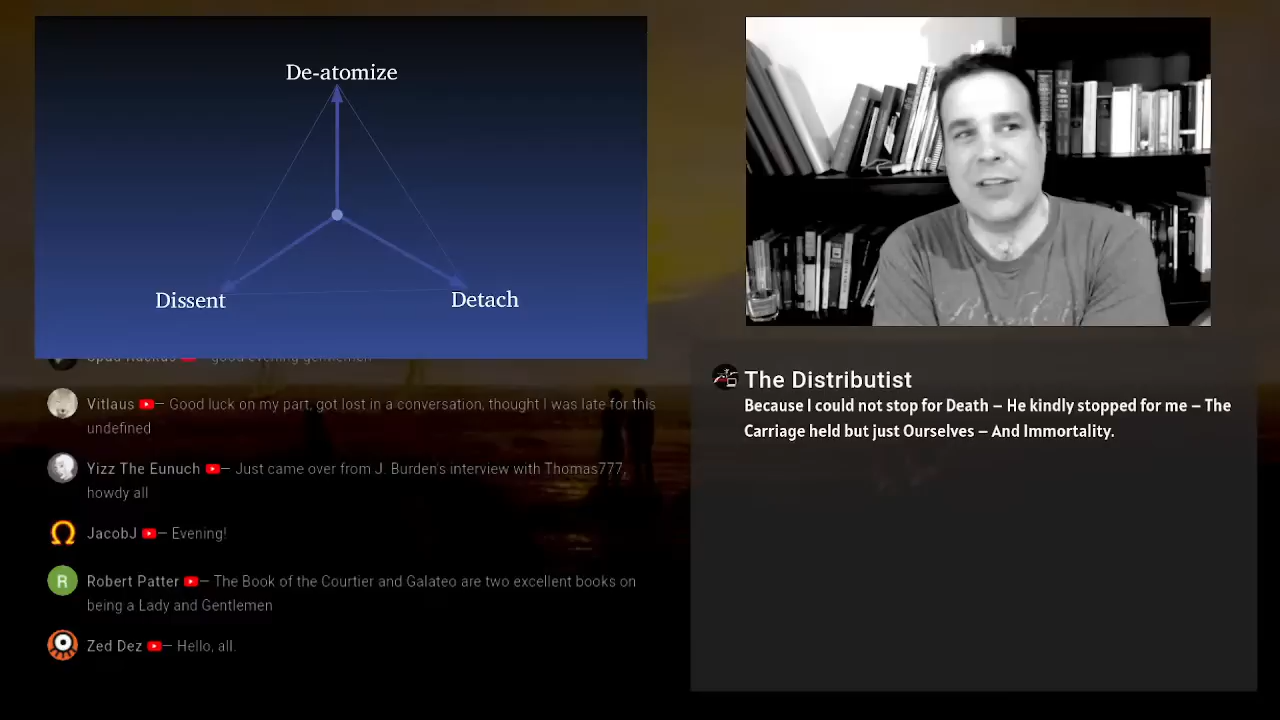 De-atomize
Dissent
Detach
good evening gentlemen
Vitlaus — Good luck on my part, got lost in a conversation, thought I was late for this
undefined
Yizz The Eunuch — Just came over from J. Burden's interview with Thomas777,
howdy all
JacobJ — Evening!
R
Robert Patter — The Book of the Courtier and Galateo are two excellent books on
being a Lady and Gentlemen
Zed Dez — Hello, all.
The Distributist
Because I could not stop for Death – He kindly stopped for me – The
Carriage held but just Ourselves – And Immortality.